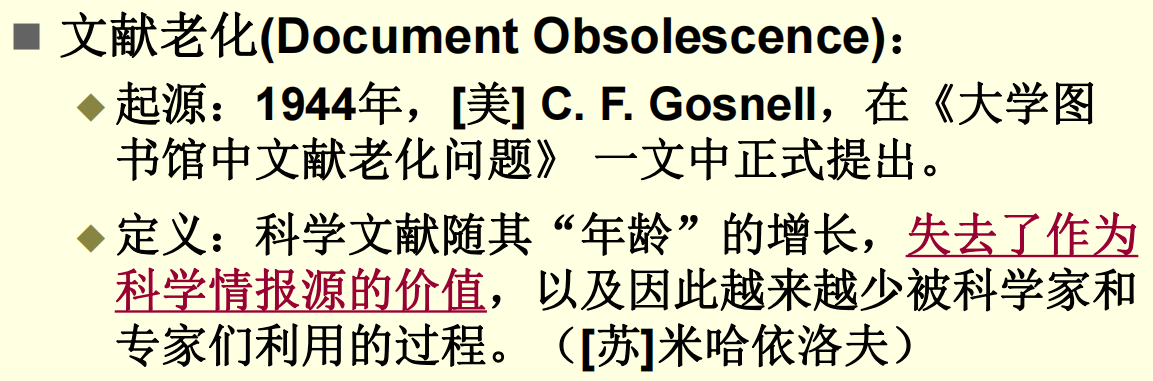 文献老化(Document Obsolescence)：
起源：1944年，[美] C. F. Gosnell，在《大学图
书馆中文献老化问题》 一文中正式提出。
定义：科学文献随其“年龄”的增长，失去了作为
科学情报源的价值，以及因此越来越少被科学家和
专家们利用的过程。（[苏]米哈依洛夫）